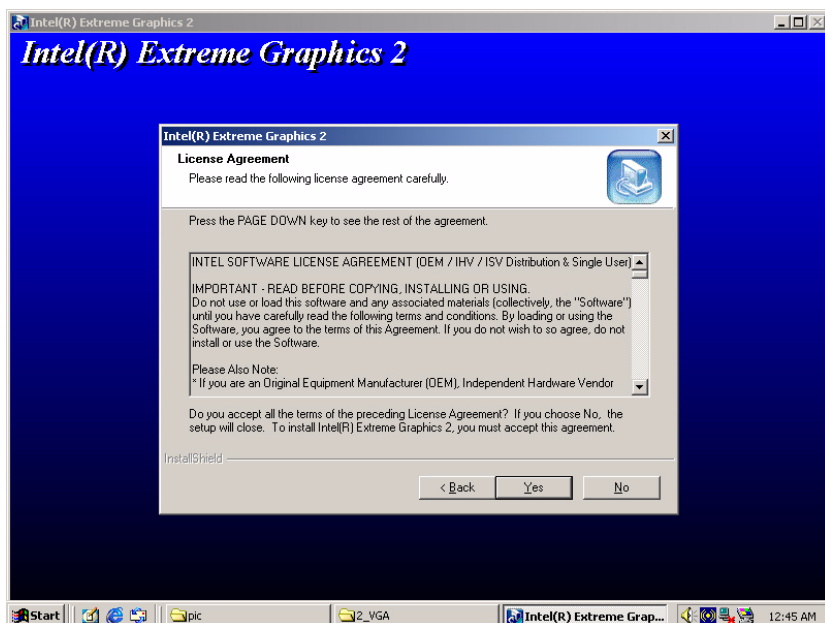 Intel(R) Extreme Graphics 2
Intel(R) Extreme Graphics 2
Intel(R) Extreme Graphics 2
License Agreement
Please read the following license agreement carefully.
Press the PAGE DOWN key to see the rest of the agreement.
INTEL SOFTWARE LICENSE AGREEMENT (OEM / IHV / ISV Distribution & Single User)
IMPORTANT - READ BEFORE COPYING, INSTALLING OR USING.
Do not use or load this software and any associated materials (collectively, the "Software")
until you have carefully read the following terms and conditions. By loading or using the
Software, you agree to the terms of this Agreement. If you do not wish to so agree, do not
install or use the Software.
Please Also Note:
* If you are an Original Equipment Manufacturer (OEM), Independent Hardware Vendor
Do you accept all the terms of the preceding License Agreement? If you choose No, the
setup will close. To install Intel(R) Extreme Graphics 2, you must accept this agreement.
InstallShield
< Back Yes No
Start pic 2_VGA Intel(R) Extreme Grap... 12:45 AM